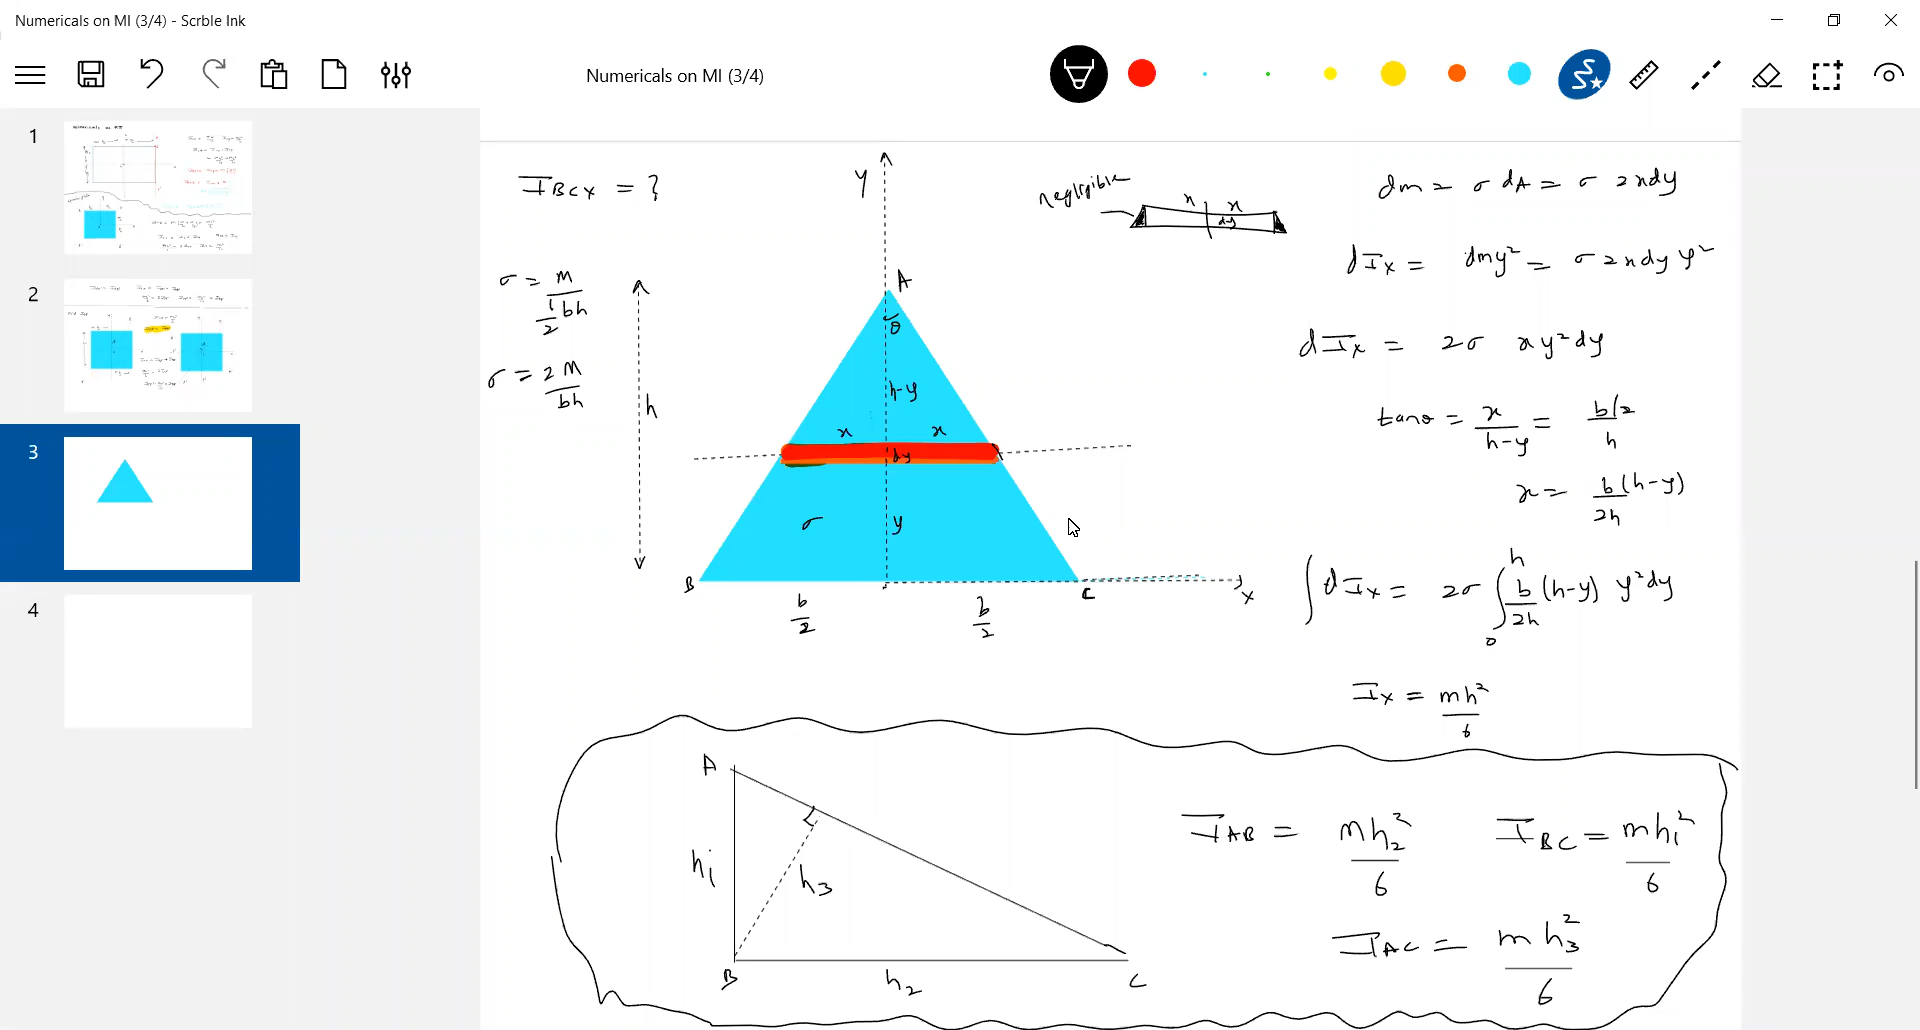 Numericals on MI (3/4) - Scrble Ink
Numericals on MI (3/4)
1
2
3
4
I_BCX = ?
σ = M / ½ bh
σ = 2M / bh
h
Y
A
θ
h-y
x x
dy
σ y
B
b/2
b/2
C
X
negligible
x x
dy
dm = σ dA = σ 2xdy
dI_x = dmy² = σ 2xdy y²
dI_x = 2σ xy²dy
tanθ = x / h-y = b/2 / h
x = b/2h (h-y)
∫ dI_x = 2σ ∫₀^h b/2h (h-y) y²dy
I_x = mh² / 6
A
h₁
h₃
B
h₂
C
I_AB = mh₂² / 6
I_BC = mh₁² / 6
I_AC = mh₃² / 6